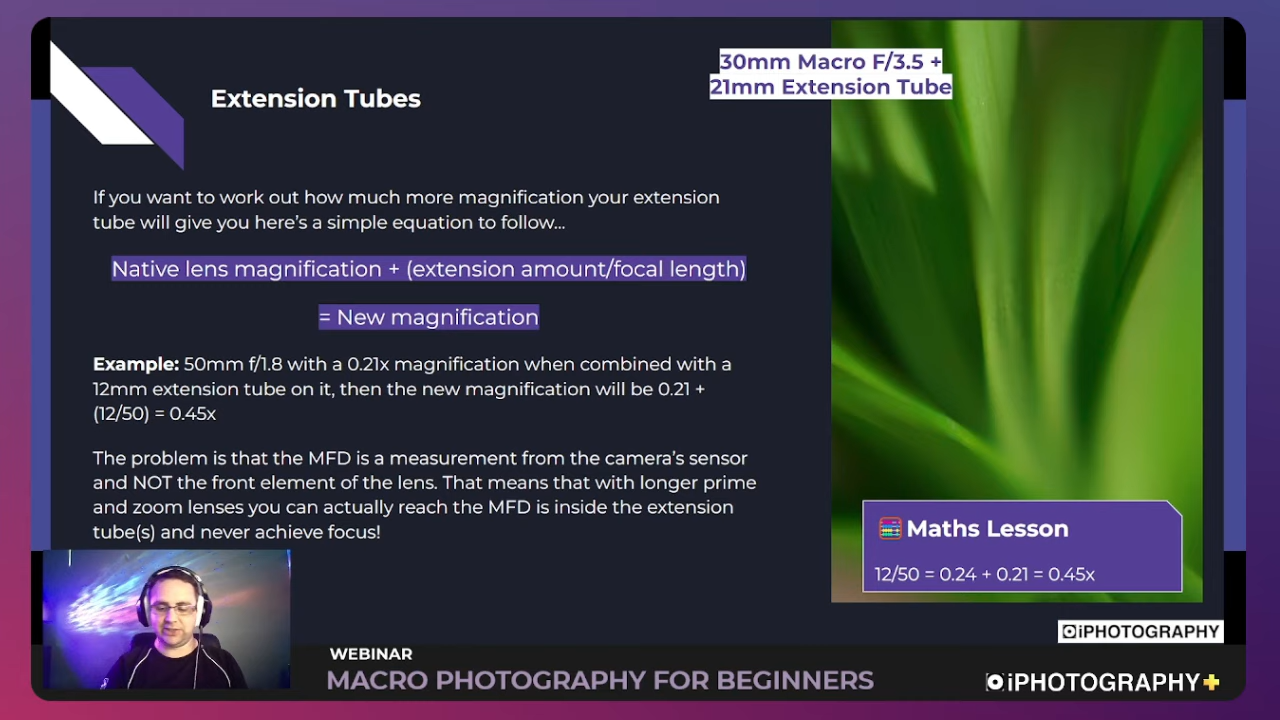 30mm Macro F/3.5 +
21mm Extension Tube
Extension Tubes
If you want to work out how much more magnification your extension
tube will give you here's a simple equation to follow...
Native lens magnification + (extension amount/focal length)
= New magnification
Example: 50mm f/1.8 with a 0.21x magnification when combined with a
12mm extension tube on it, then the new magnification will be 0.21 +
(12/50) = 0.45x
The problem is that the MFD is a measurement from the camera's sensor
and NOT the front element of the lens. That means that with longer prime
and zoom lenses you can actually reach the MFD is inside the extension
tube(s) and never achieve focus!
Maths Lesson
12/50 = 0.24 + 0.21 = 0.45x
iPHOTOGRAPHY
WEBINAR
MACRO PHOTOGRAPHY FOR BEGINNERS
iPHOTOGRAPHY+